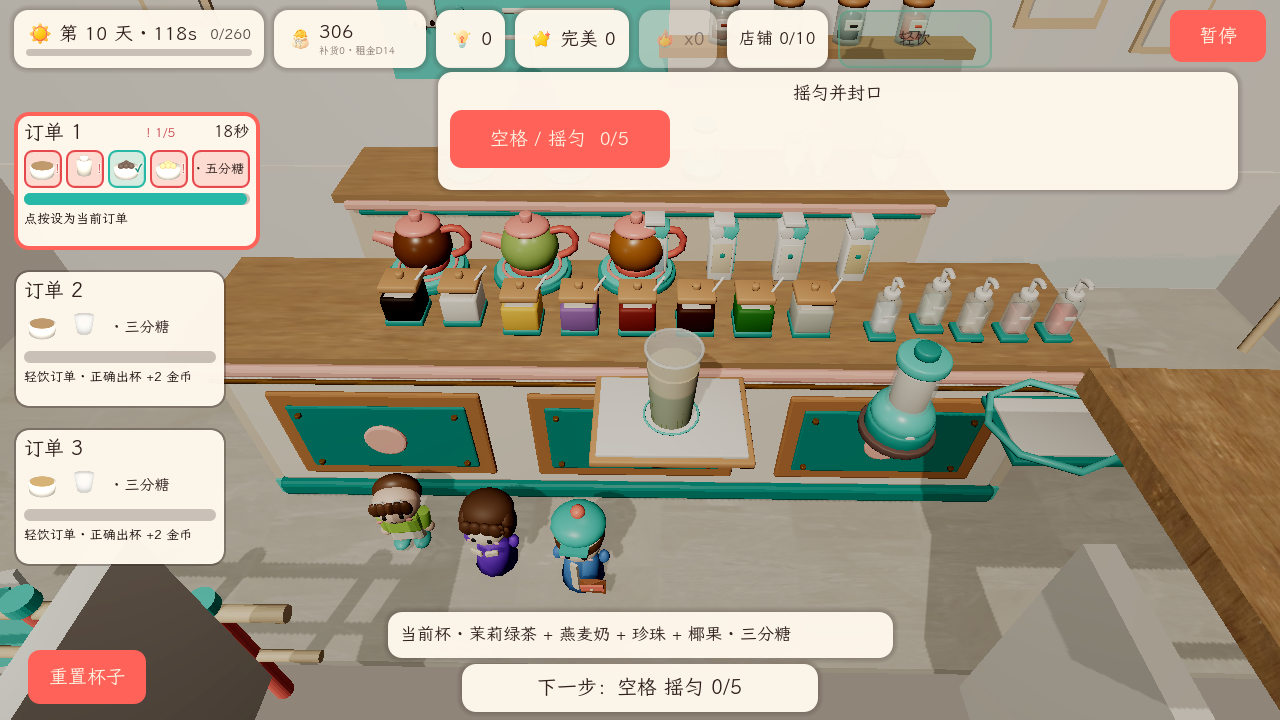 第 10 天・118s 0/260
306
补货0・租金D14
0
完美 0
x0
店铺 0/10
轻饮
暂停
摇匀并封口
空格 / 摇匀 0/5
订单 1 ! 1/5 18秒
・五分糖
点按设为当前订单
订单 2
・三分糖
轻饮订单・正确出杯 +2 金币
订单 3
・三分糖
轻饮订单・正确出杯 +2 金币
当前杯・茉莉绿茶 + 燕麦奶 + 珍珠 + 椰果・三分糖
重置杯子
下一步: 空格 摇匀 0/5